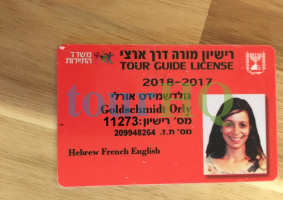 משרד
התיירות
רישיון מורה דרך ארצי
TOUR GUIDE LICENSE
2018-2017
גולדשמידט אורלי
Goldschmidt Orly
מס' רישיון:11273
מס' ת.ז. 209948264
Hebrew French English